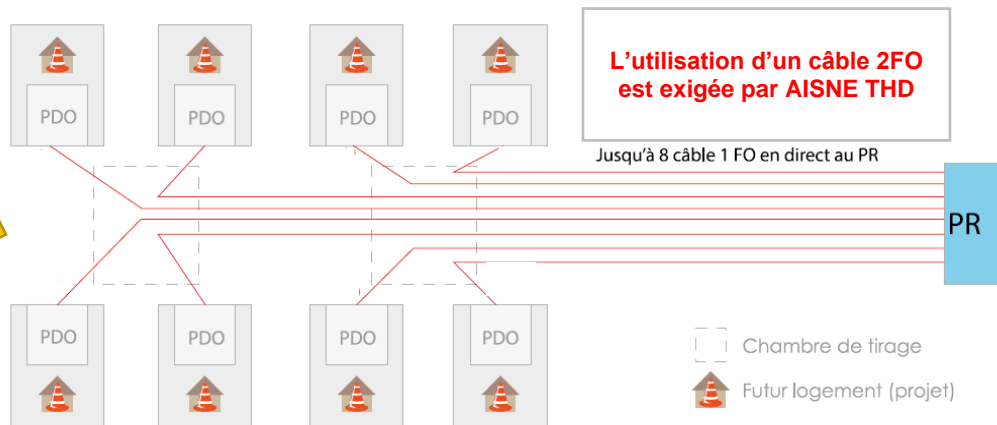 L'utilisation d'un câble 2FO
est exigée par AISNE THD
PDO
PDO
PDO
PDO
Jusqu'à 8 câble 1 FO en direct au PR
PR
PDO
PDO
PDO
PDO
Chambre de tirage
Futur logement (projet)